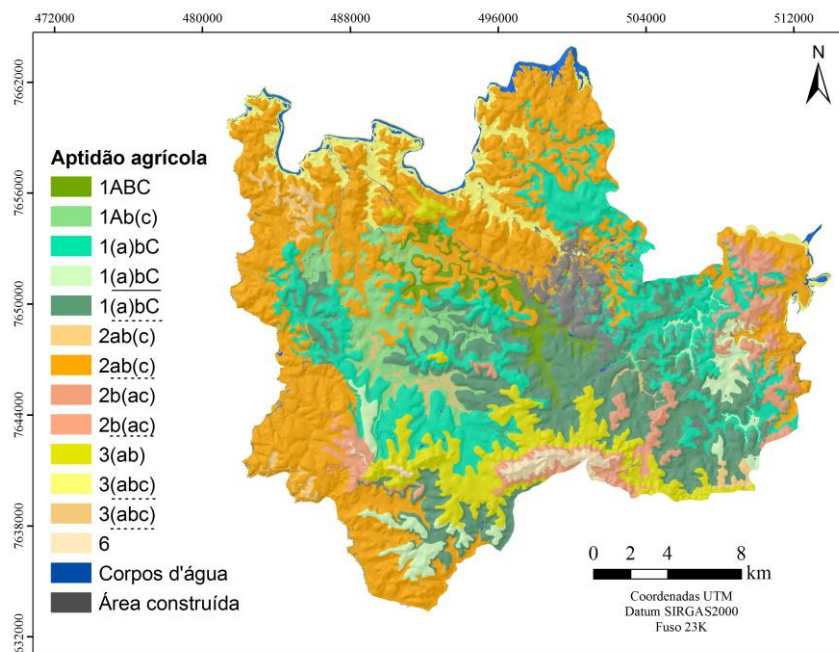 472000 480000 488000 496000 504000 512000
7662000
7656000
7650000
7644000
7638000
7632000
N
Aptidão agrícola
1ABC
1Ab(c)
1(a)bC
1(a)bC
1(a)bC
2ab(c)
2ab(c)
2b(ac)
2b(ac)
3(ab)
3(abc)
3(abc)
6
Corpos d'água
Área construída
0 2 4 6 8
km
Coordenadas UTM
Datum SIRGAS2000
Fuso 23K